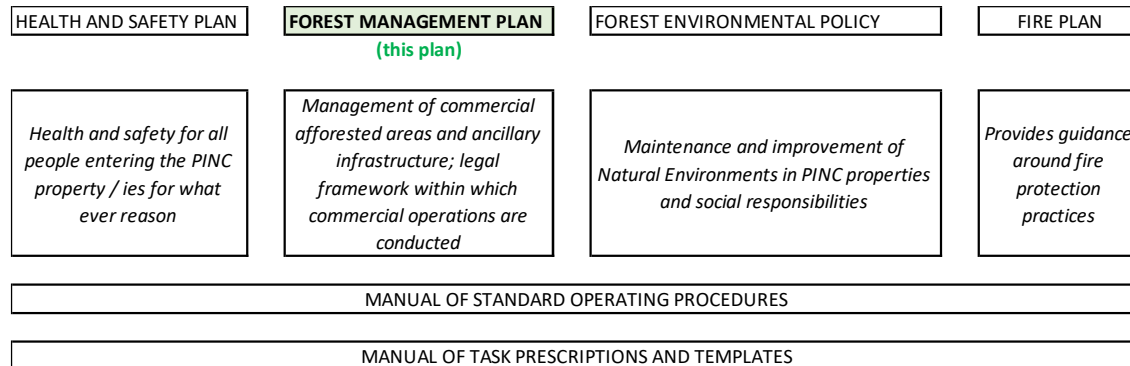 HEALTH AND SAFETY PLAN
FOREST MANAGEMENT PLAN
(this plan)
FOREST ENVIRONMENTAL POLICY
FIRE PLAN
Health and safety for all
people entering the PINC
property / ies for what
ever reason
Management of commercial
afforested areas and ancillary
infrastructure; legal
framework within which
commercial operations are
conducted
Maintenance and improvement of
Natural Environments in PINC properties
and social responsibilities
Provides guidance
around fire
protection
practices
MANUAL OF STANDARD OPERATING PROCEDURES
MANUAL OF TASK PRESCRIPTIONS AND TEMPLATES